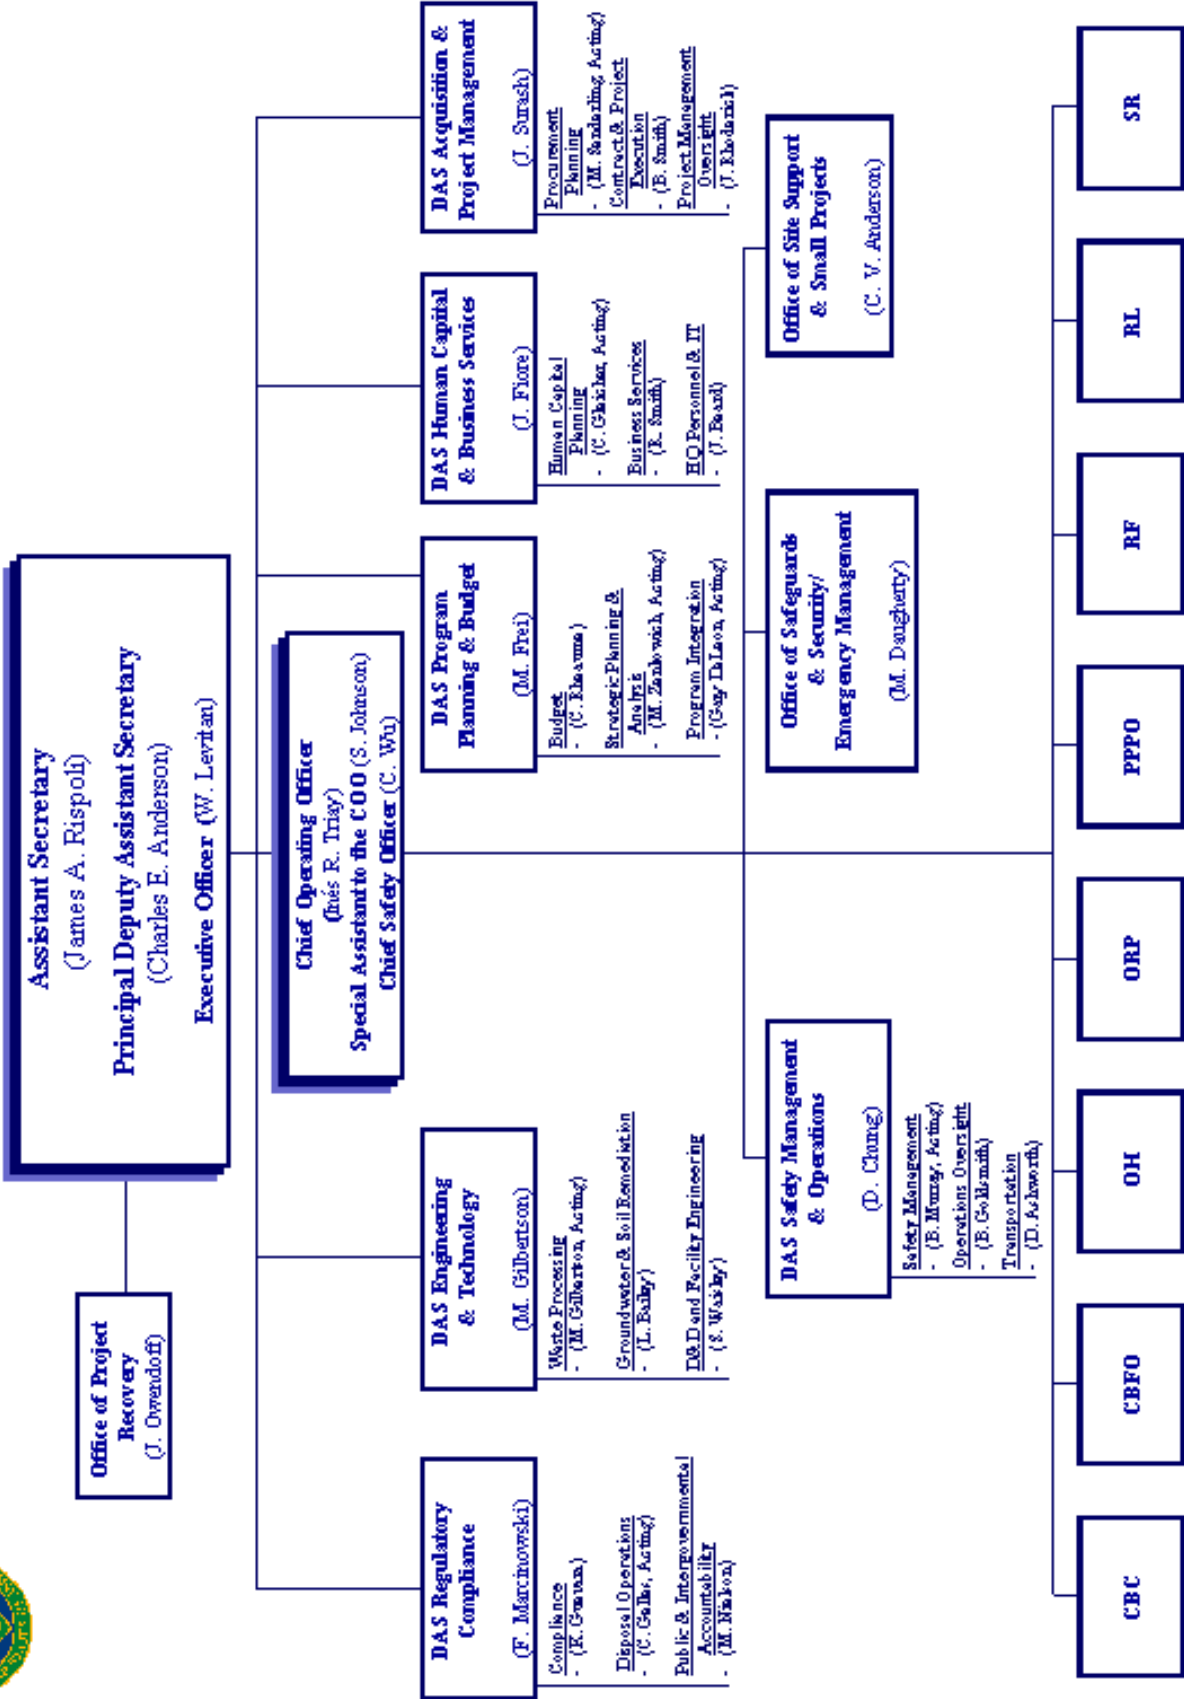 Assistant Secretary
(James A. Rispoli)
Principal Deputy Assistant Secretary
(Charles E. Anderson)
Executive Officer (W. Levitan)
Office of Project
Recovery
(J. Owendoff)
Chief Operating Officer
(Inés R. Triay)
Special Assistant to the COO (S. Johnson)
Chief Safety Officer (C. Wu)
DAS Regulatory
Compliance
(F. Marcinowski)
Compliance
- (K. Guevara)
Disposal Operations
- (C. Gelles, Acting)
Public & Intergovernmental
Accountability
- (M. Nielson)
DAS Engineering
& Technology
(M. Gilbertson)
Waste Processing
- (M. Gilbertson, Acting)
Groundwater & Soil Remediation
- (L. Bailey)
D&D and Facility Engineering
- (S. Waisley)
DAS Program
Planning & Budget
(M. Frei)
Budget
- (C. Rheaume)
Strategic Planning &
Analysis
- (M. Zenkowich, Acting)
Program Integration
- (Gary DeLeon, Acting)
DAS Human Capital
& Business Services
(J. Fiore)
Human Capital
Planning
- (C. Gleicher, Acting)
Business Services
- (R. Smith)
HQ Personnel & IT
- (J. Beard)
DAS Acquisition &
Project Management
(J. Surash)
Procurement
Planning
- (M. Senderling, Acting)
Contract & Project
Execution
- (B. Smith)
Project Management
Oversight
- (J. Rhoderick)
DAS Safety Management
& Operations
(D. Chung)
Safety Management
- (B. Murray, Acting)
Operations Oversight
- (B. Goldsmith)
Transportation
- (D. Ashworth)
Office of Safeguards
& Security/
Emergency Management
(M. Daugherty)
Office of Site Support
& Small Projects
(C. V. Anderson)
CBC
CBFO
OH
ORP
PPPO
RF
RL
SR